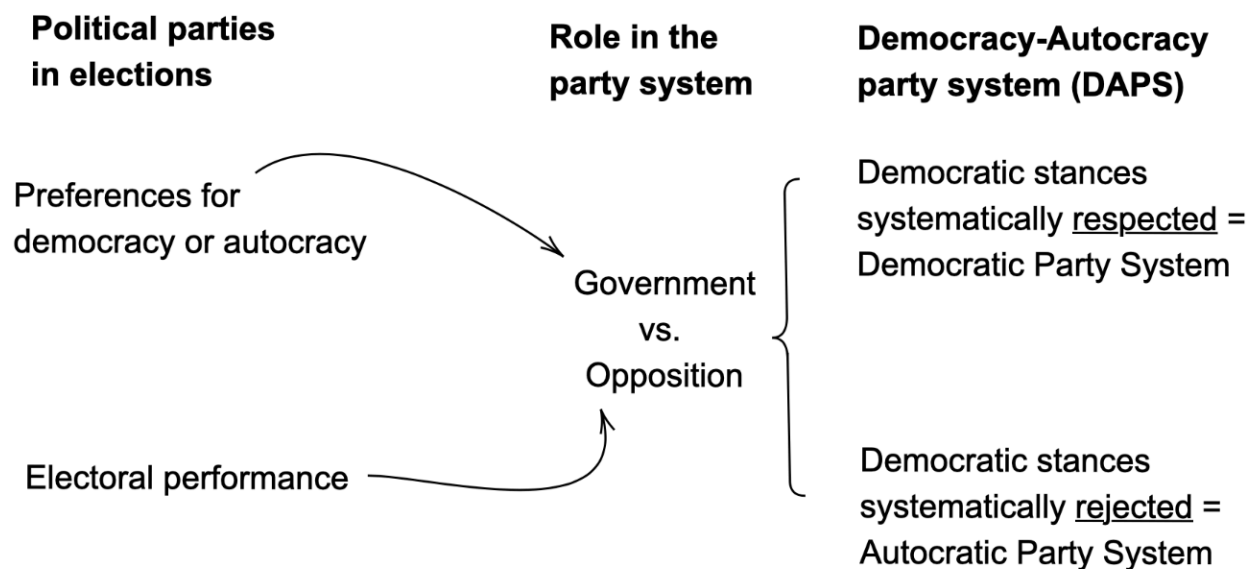 Political parties
in elections
Role in the
party system
Democracy-Autocracy
party system (DAPS)
Preferences for
democracy or autocracy
Electoral performance
Government
vs.
Opposition
Democratic stances
systematically respected =
Democratic Party System
Democratic stances
systematically rejected =
Autocratic Party System